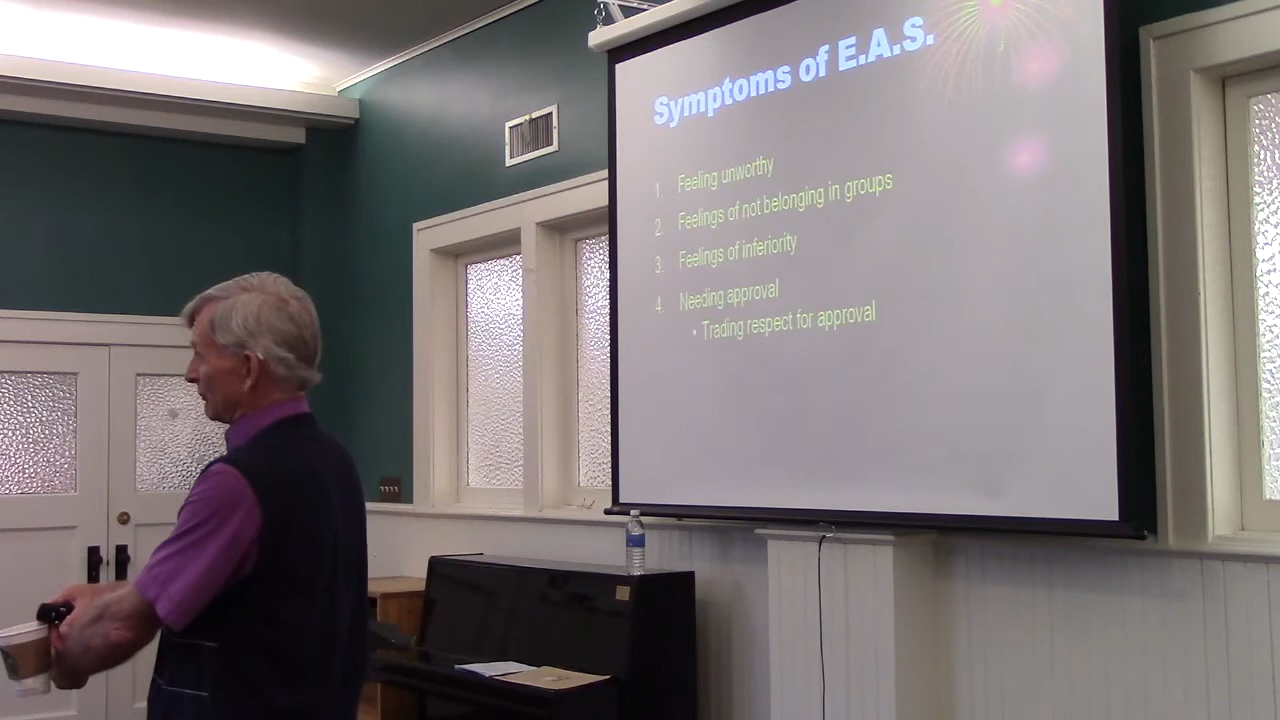 Symptoms of E.A.S.
1. Feeling unworthy
2. Feelings of not belonging in groups
3. Feelings of inferiority
4. Needing approval
• Trading respect for approval